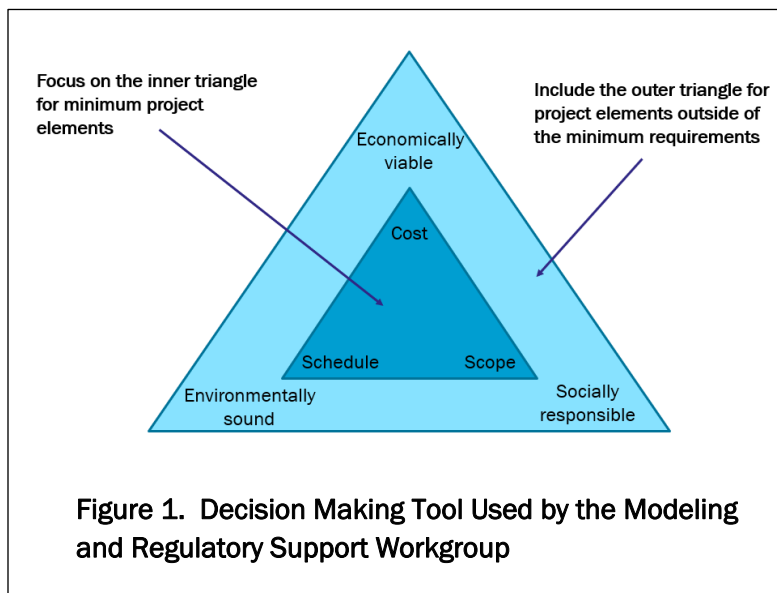 Focus on the inner triangle
for minimum project
elements
Include the outer triangle for
project elements outside of
the minimum requirements
Economically
viable
Cost
Schedule
Scope
Environmentally
sound
Socially
responsible
Figure 1.  Decision Making Tool Used by the Modeling
and Regulatory Support Workgroup